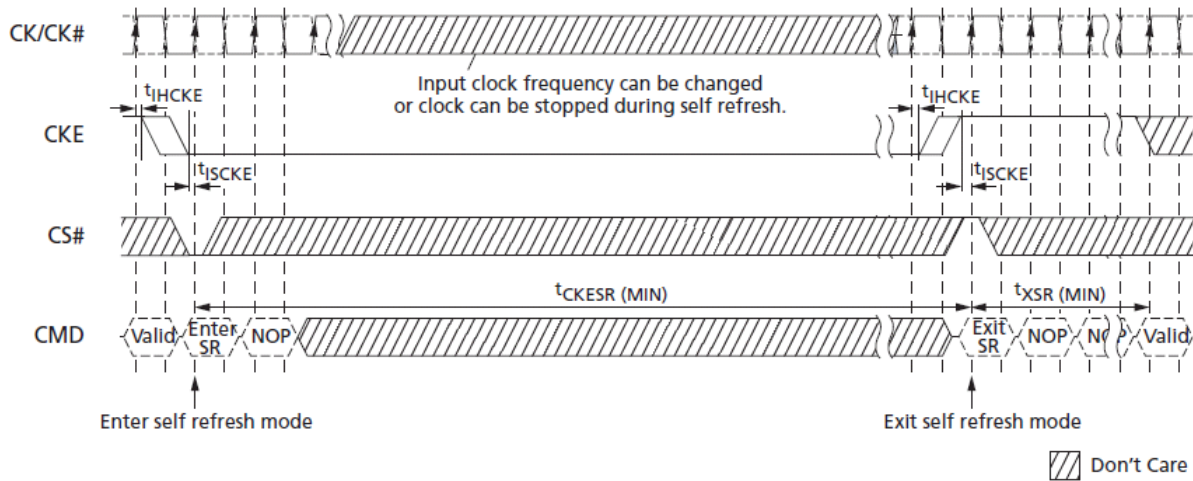 CK/CK#
Input clock frequency can be changed
or clock can be stopped during self refresh.
tIHCKE
tIHCKE
CKE
tISCKE
tISCKE
CS#
tCKESR (MIN)
tXSR (MIN)
CMD
Valid
Enter
SR
NOP
Exit
SR
NOP
NOP
Valid
Enter self refresh mode
Exit self refresh mode
Don't Care